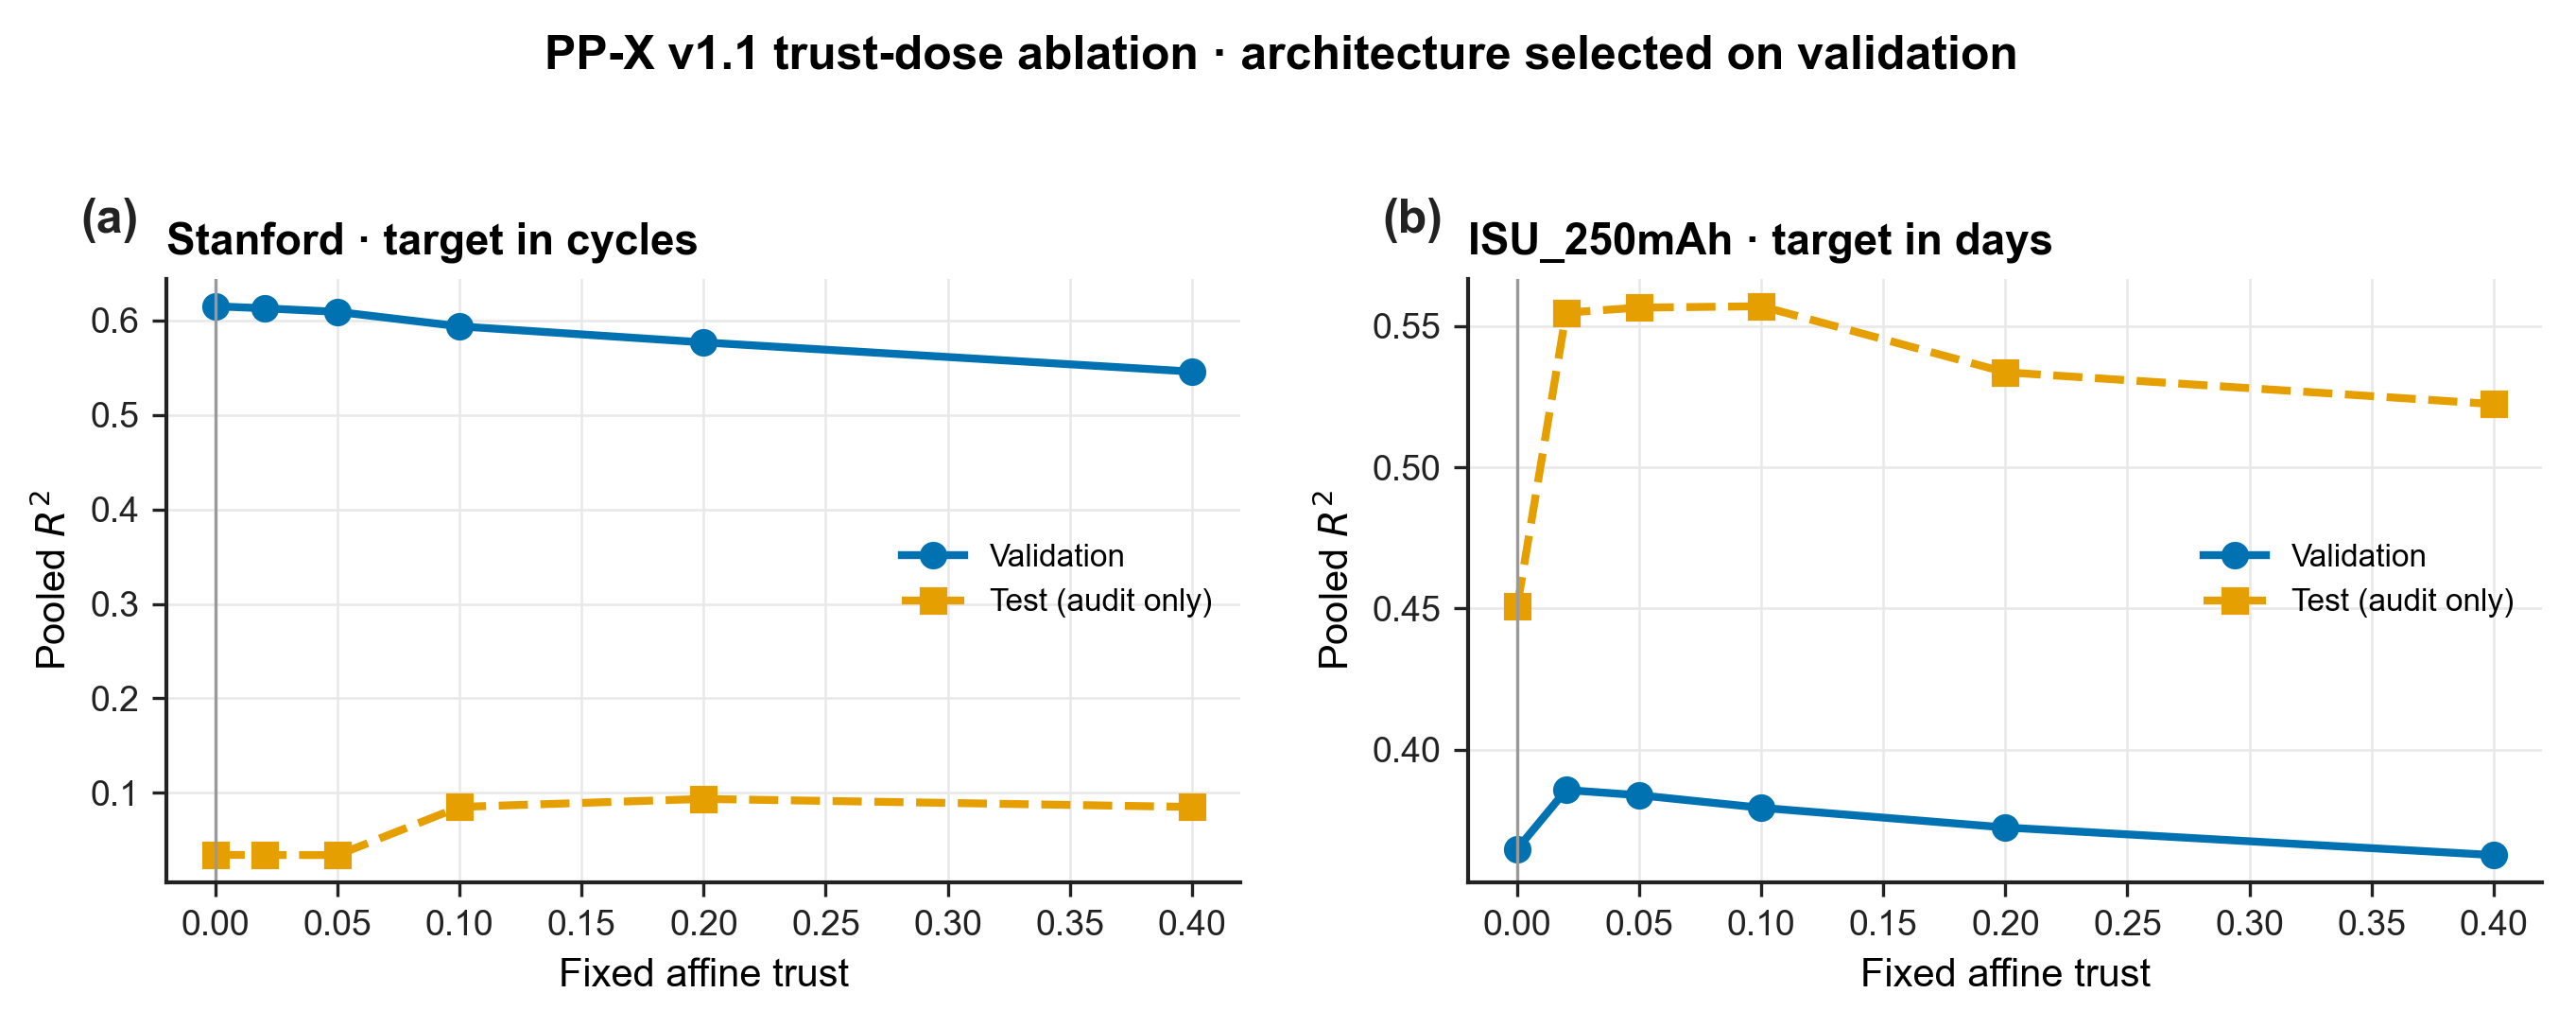 PP-X v1.1 trust-dose ablation · architecture selected on validation
(a)
Stanford · target in cycles
Pooled R²
0.6
0.5
0.4
0.3
0.2
0.1
Validation
Test (audit only)
0.00 0.05 0.10 0.15 0.20 0.25 0.30 0.35 0.40
Fixed affine trust
(b)
ISU_250mAh · target in days
Pooled R²
0.55
0.50
0.45
0.40
Validation
Test (audit only)
0.00 0.05 0.10 0.15 0.20 0.25 0.30 0.35 0.40
Fixed affine trust